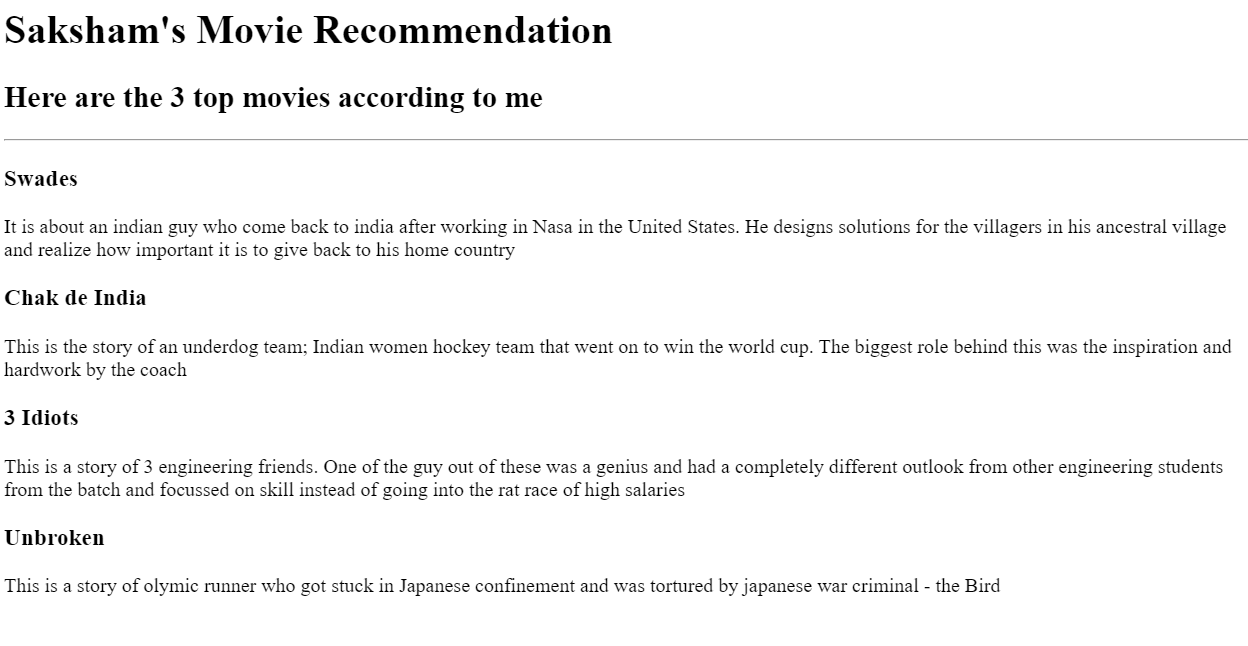 Saksham's Movie Recommendation
Here are the 3 top movies according to me
Swades
It is about an indian guy who come back to india after working in Nasa in the United States. He designs solutions for the villagers in his ancestral village
and realize how important it is to give back to his home country
Chak de India
This is the story of an underdog team; Indian women hockey team that went on to win the world cup. The biggest role behind this was the inspiration and
hardwork by the coach
3 Idiots
This is a story of 3 engineering friends. One of the guy out of these was a genius and had a completely different outlook from other engineering students
from the batch and focussed on skill instead of going into the rat race of high salaries
Unbroken
This is a story of olymic runner who got stuck in Japanese confinement and was tortured by japanese war criminal - the Bird